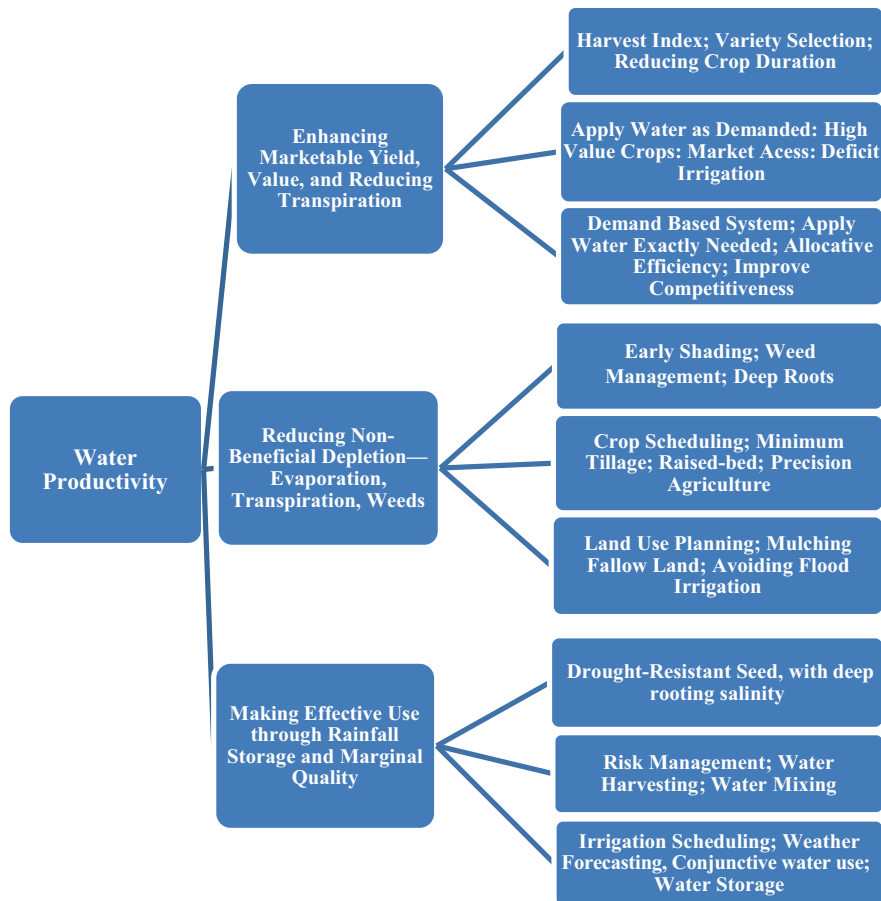 Water
Productivity
Enhancing
Marketable Yield,
Value, and Reducing
Transpiration
Harvest Index; Variety Selection;
Reducing Crop Duration
Apply Water as Demanded: High
Value Crops: Market Acess: Deficit
Irrigation
Demand Based System; Apply
Water Exactly Needed; Allocative
Efficiency; Improve
Competitiveness
Reducing Non-
Beneficial Depletion—
Evaporation,
Transpiration, Weeds
Early Shading; Weed
Management; Deep Roots
Crop Scheduling; Minimum
Tillage; Raised-bed; Precision
Agriculture
Land Use Planning; Mulching
Fallow Land; Avoiding Flood
Irrigation
Making Effective Use
through Rainfall
Storage and Marginal
Quality
Drought-Resistant Seed, with deep
rooting salinity
Risk Management; Water
Harvesting; Water Mixing
Irrigation Scheduling; Weather
Forecasting, Conjunctive water use;
Water Storage